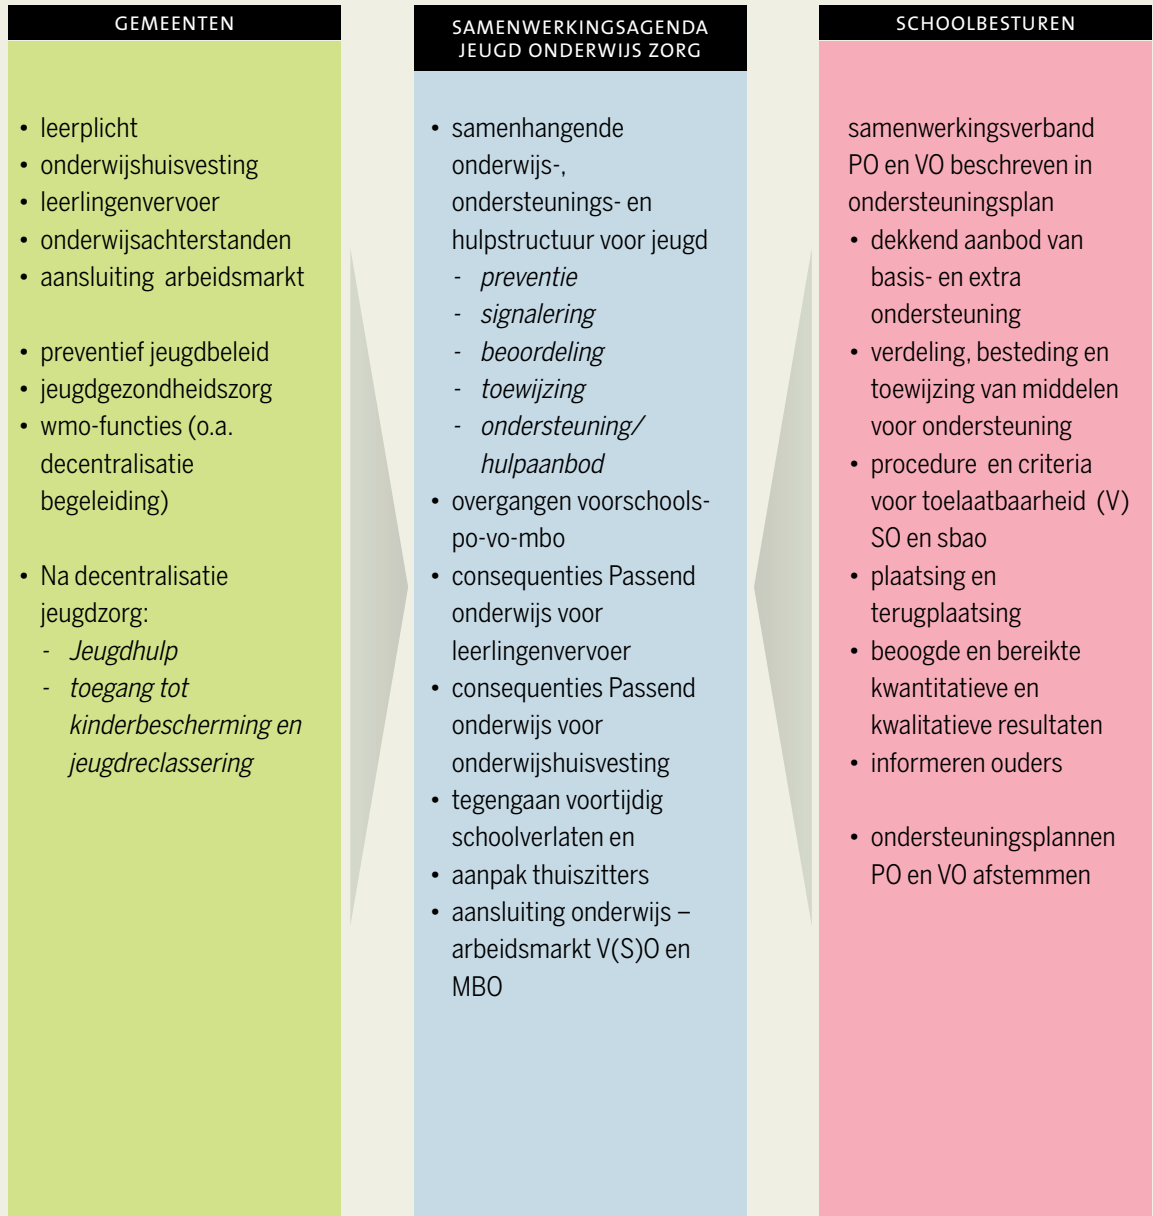 GEMEENTEN
• leerplicht
• onderwijshuisvesting
• leerlingenvervoer
• onderwijsachterstanden
• aansluiting arbeidsmarkt
• preventief jeugdbeleid
• jeugdgezondheidszorg
• wmo-functies (o.a.
decentralisatie
begeleiding)
• Na decentralisatie
jeugdzorg:
- Jeugdhulp
- toegang tot
kinderbescherming en
jeugdreclassering
SAMENWERKINGSAGENDA
JEUGD ONDERWIJS ZORG
• samenhangende
onderwijs-,
ondersteunings- en
hulpstructuur voor jeugd
- preventie
- signalering
- beoordeling
- toewijzing
- ondersteuning/
hulpaanbod
• overgangen voorschools-
po-vo-mbo
• consequenties Passend
onderwijs voor
leerlingenvervoer
• consequenties Passend
onderwijs voor
onderwijshuisvesting
• tegengaan voortijdig
schoolverlaten en
• aanpak thuiszitters
• aansluiting onderwijs –
arbeidsmarkt V(S)O en
MBO
SCHOOLBESTUREN
samenwerkingsverband
PO en VO beschreven in
ondersteuningsplan
• dekkend aanbod van
basis- en extra
ondersteuning
• verdeling, besteding en
toewijzing van middelen
voor ondersteuning
• procedure en criteria
voor toelaatbaarheid (V)
SO en sbao
• plaatsing en
terugplaatsing
• beoogde en bereikte
kwantitatieve en
kwalitatieve resultaten
• informeren ouders
• ondersteuningsplannen
PO en VO afstemmen